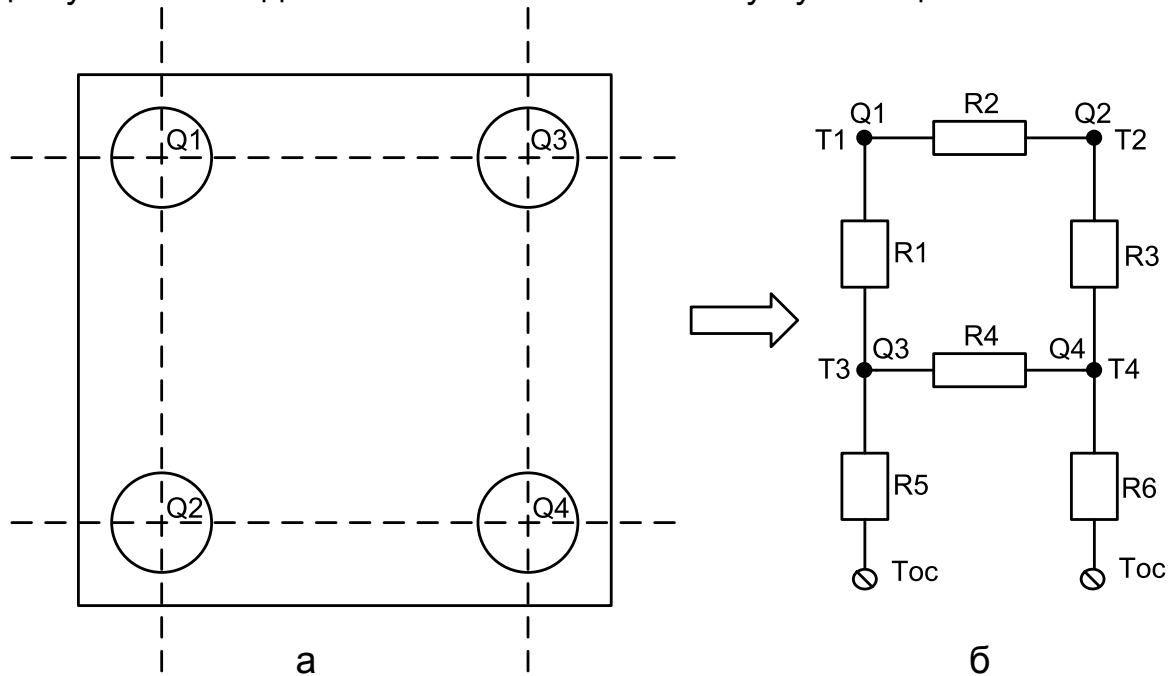 Q1 Q3
Q2 Q4
а
Q1 R2 Q2
T1 T2
R1 R3
Q3 R4 Q4
T3 T4
R5 R6
Toc Toc
б